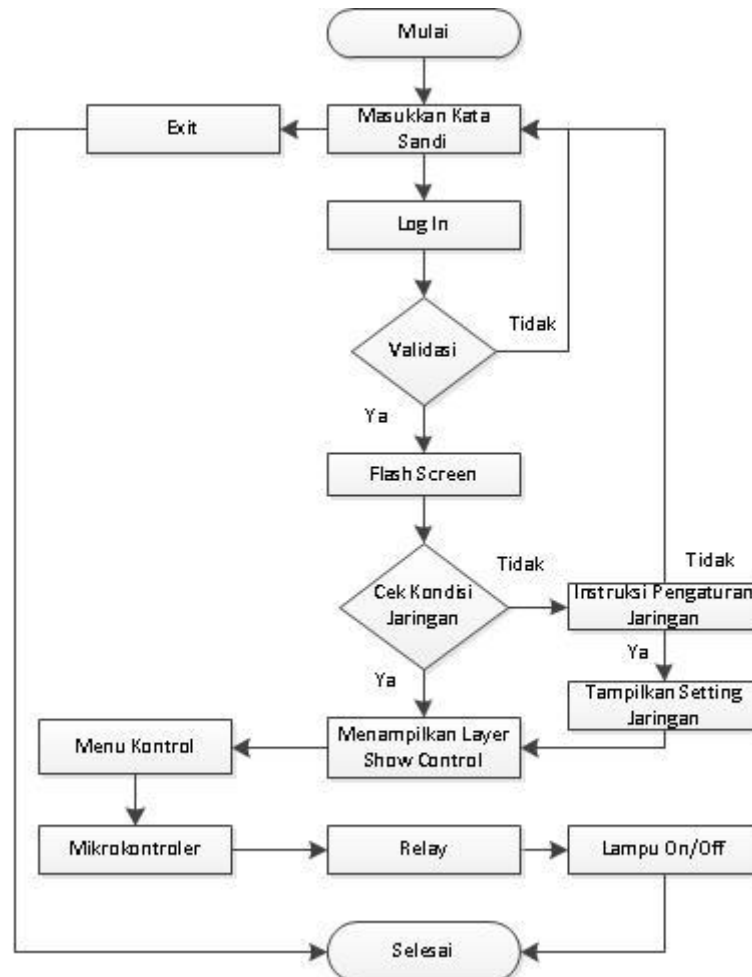 Mulai
Exit
Masukkan Kata
Sandi
Log In
Tidak
Validasi
Ya
Flash Screen
Tidak
Tidak
Cek Kondisi
Jaringan
Instruksi Pengaturan
Jaringan
Ya
Ya
Tampilkan Setting
Jaringan
Menu Kontrol
Menampilkan Layer
Show Control
Mikrokontroler
Relay
Lampu On/Off
Selesai